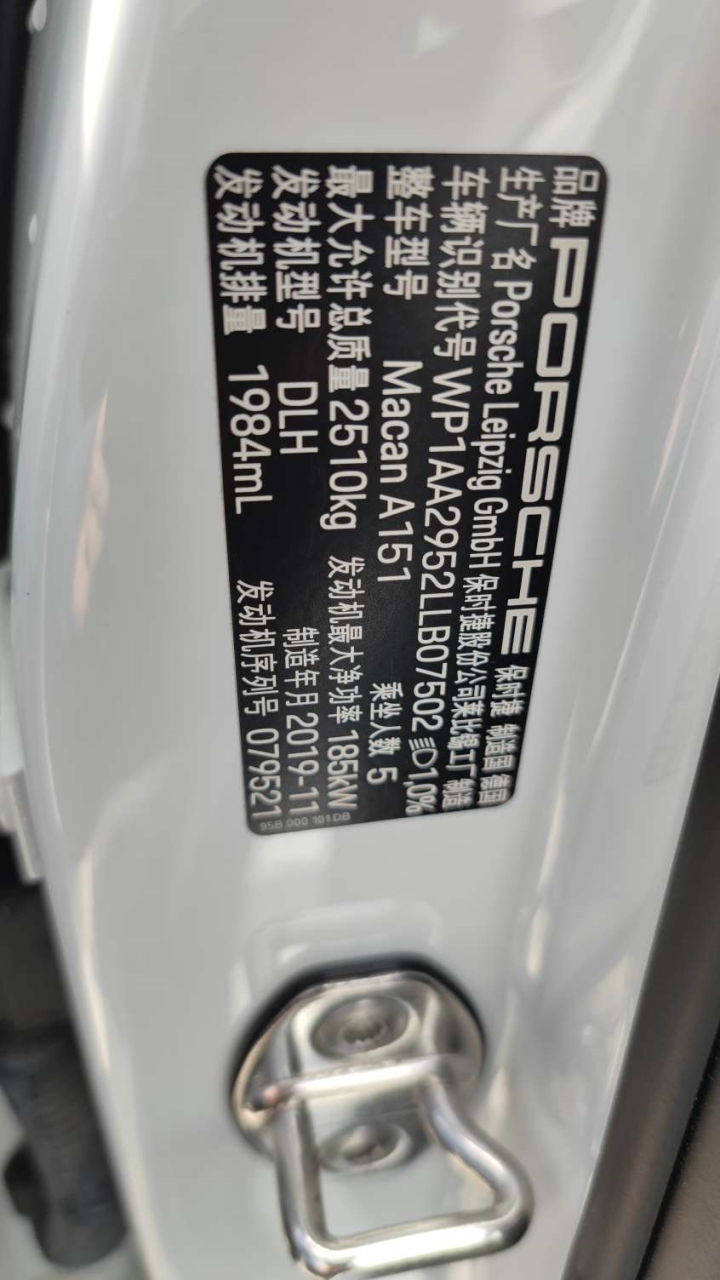 品牌 PORSCHE 保时捷 制造国 德国
生产厂名 Porsche Leipzig GmbH 保时捷股份公司莱比锡工厂 制造
车辆识别代号 WP1AA2952LLB07502 1,0%
整车型号 Macan A151 乘坐人数 5
最大允许总质量 2510kg 发动机最大净功率 185kW
发动机型号 DLH 制造年月 2019-11
发动机排量 1984mL 发动机序列号 079521
95B 000 101 DB